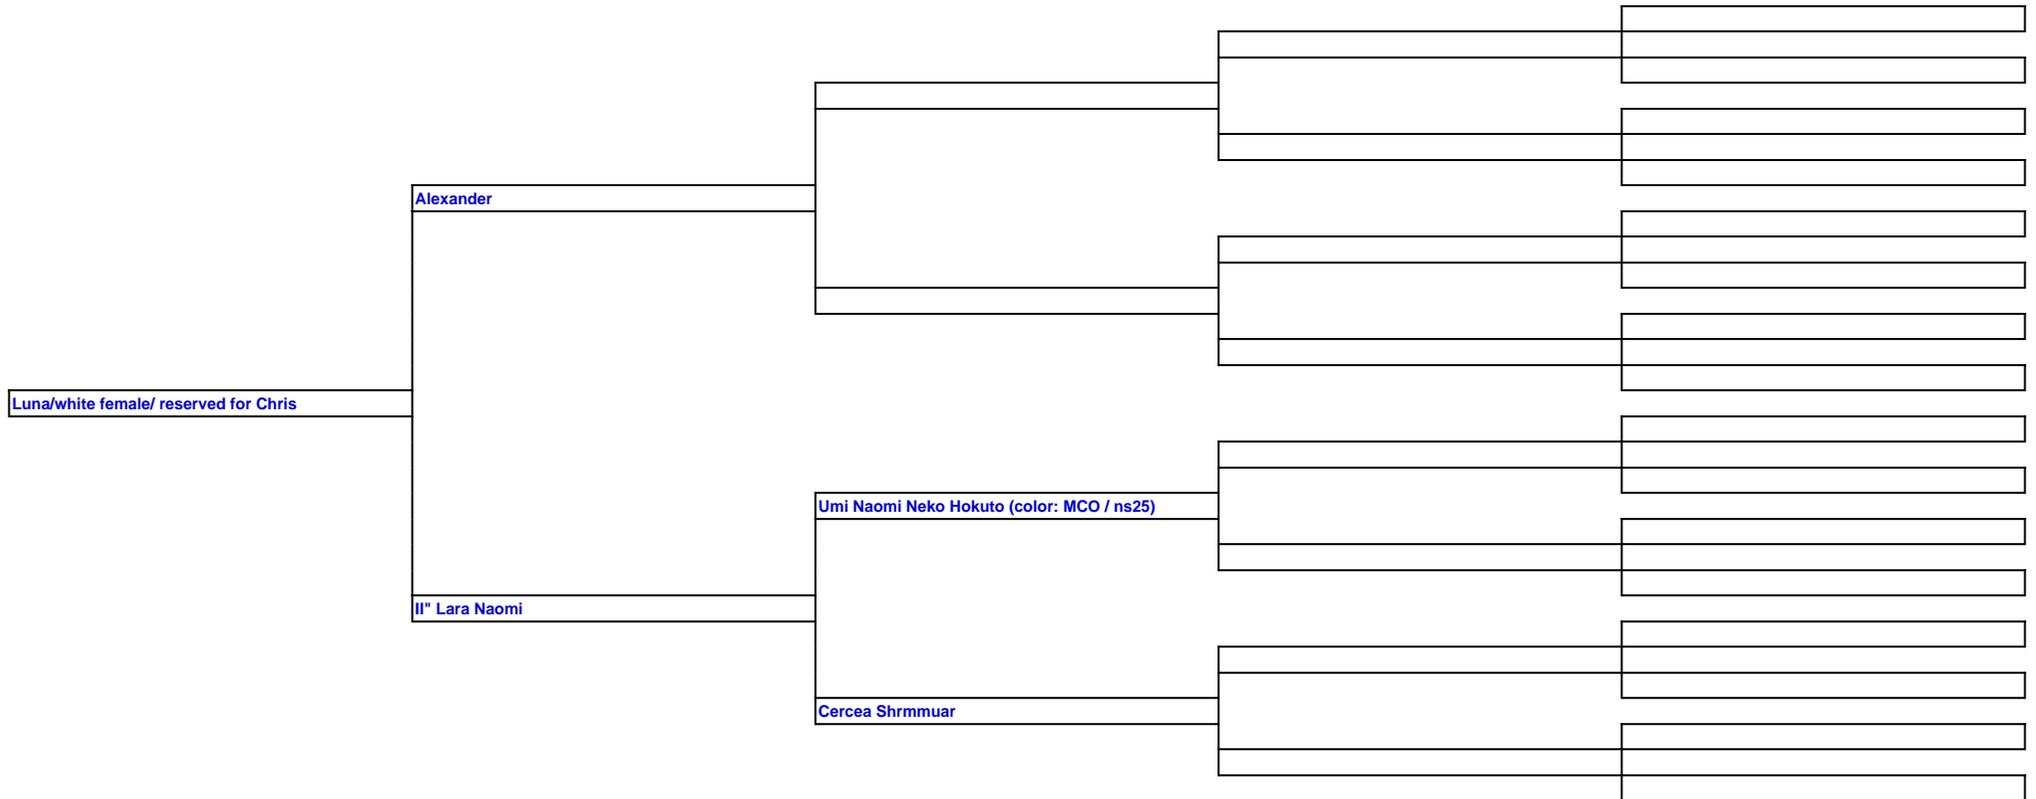 Alexander
Luna/white female/ reserved for Chris
Umi Naomi Neko Hokuto (color: MCO / ns25)
II" Lara Naomi
Cercea Shrmmuar